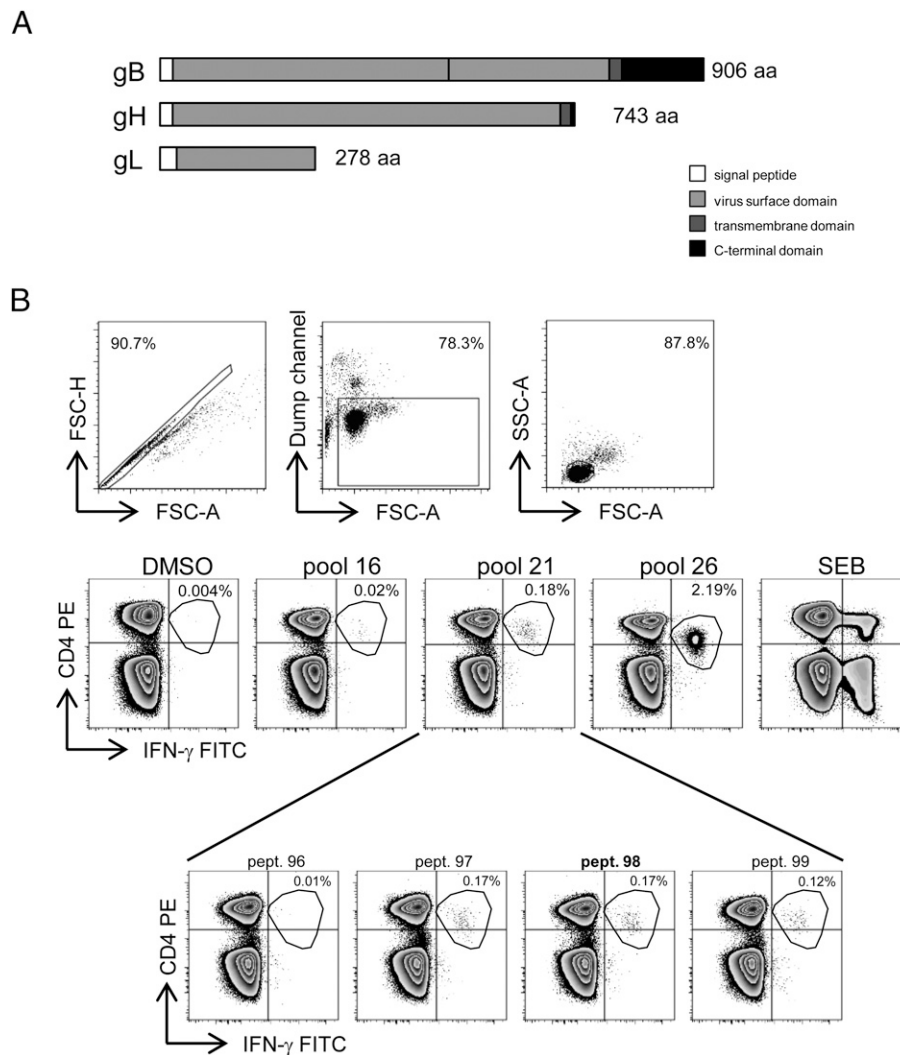 A
gB
906 aa
gH
743 aa
gL
278 aa
signal peptide
virus surface domain
transmembrane domain
C-terminal domain
B
90.7%
FSC-H
FSC-A
Dump channel
78.3%
FSC-A
SSC-A
87.8%
FSC-A
DMSO
pool 16
pool 21
pool 26
SEB
0.004%
0.02%
0.18%
2.19%
CD4 PE
IFN-γ FITC
pept. 96
pept. 97
pept. 98
pept. 99
0.01%
0.17%
0.17%
0.12%
CD4 PE
IFN-γ FITC